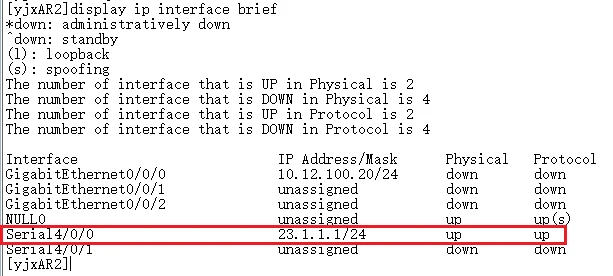 [yjxAR2]display ip interface brief
*down: administratively down
^down: standby
(l): loopback
(s): spoofing
The number of interface that is UP in Physical is 2
The number of interface that is DOWN in Physical is 4
The number of interface that is UP in Protocol is 2
The number of interface that is DOWN in Protocol is 4
Interface IP Address/Mask Physical Protocol
GigabitEthernet0/0/0 10.12.100.20/24 down down
GigabitEthernet0/0/1 unassigned down down
GigabitEthernet0/0/2 unassigned down down
NULL0 unassigned up up(s)
Serial4/0/0 23.1.1.1/24 up up
Serial4/0/1 unassigned down down
[yjxAR2]